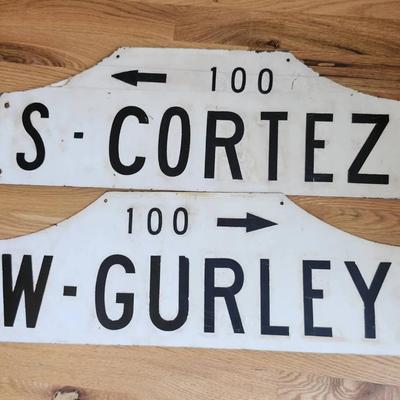 ← 100
S - CORTEZ
100 →
W - GURLEY